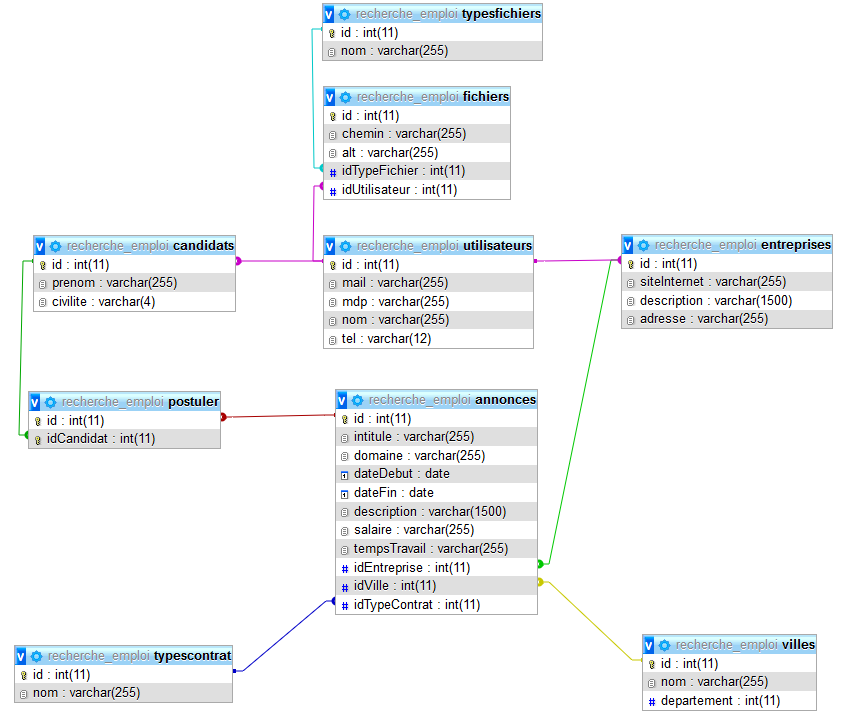 recherche_emploi typesfichiers
id : int(11)
nom : varchar(255)
recherche_emploi fichiers
id : int(11)
chemin : varchar(255)
alt : varchar(255)
idTypeFichier : int(11)
idUtilisateur : int(11)
recherche_emploi candidats
id : int(11)
prenom : varchar(255)
civilite : varchar(4)
recherche_emploi utilisateurs
id : int(11)
mail : varchar(255)
mdp : varchar(255)
nom : varchar(255)
tel : varchar(12)
recherche_emploi entreprises
id : int(11)
siteInternet : varchar(255)
description : varchar(1500)
adresse : varchar(255)
recherche_emploi postuler
id : int(11)
idCandidat : int(11)
recherche_emploi annonces
id : int(11)
intitule : varchar(255)
domaine : varchar(255)
dateDebut : date
dateFin : date
description : varchar(1500)
salaire : varchar(255)
tempsTravail : varchar(255)
idEntreprise : int(11)
idVille : int(11)
idTypeContrat : int(11)
recherche_emploi typescontrat
id : int(11)
nom : varchar(255)
recherche_emploi villes
id : int(11)
nom : varchar(255)
departement : int(11)